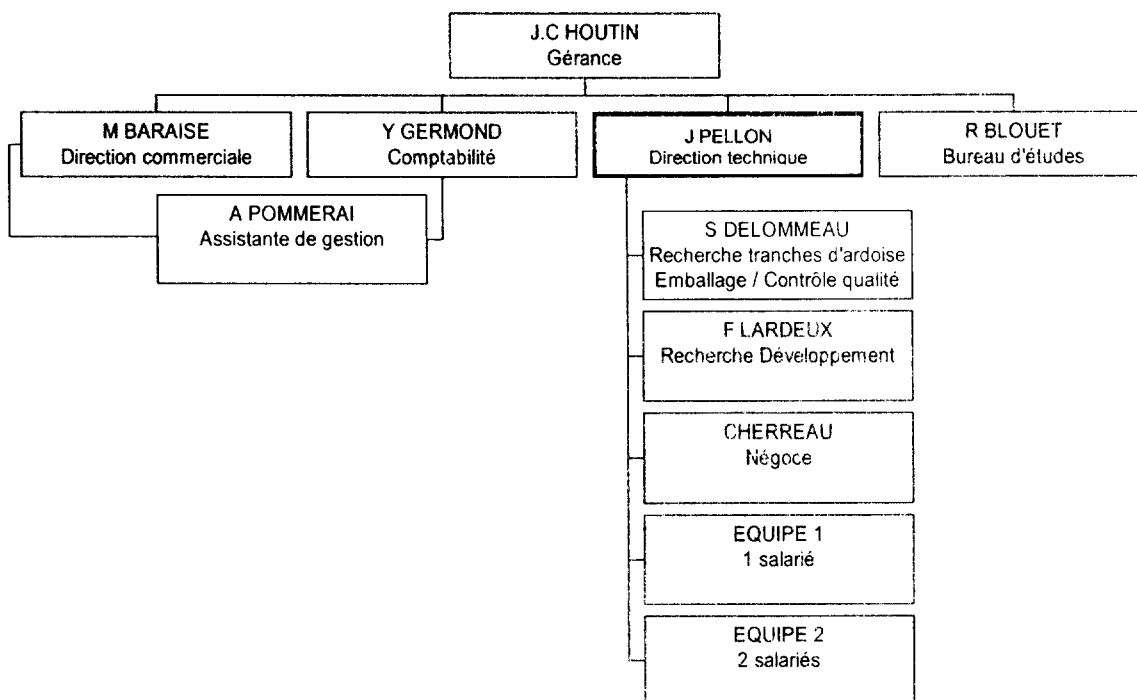 J.C HOUTIN
Gérance
M BARAISE
Direction commerciale
Y GERMOND
Comptabilité
J PELLON
Direction technique
R BLOUET
Bureau d'études
A POMMERAI
Assistante de gestion
S DELOMMEAU
Recherche tranches d'ardoise
Emballage / Contrôle qualité
F LARDEUX
Recherche Développement
CHERREAU
Négoce
EQUIPE 1
1 salarié
EQUIPE 2
2 salariés